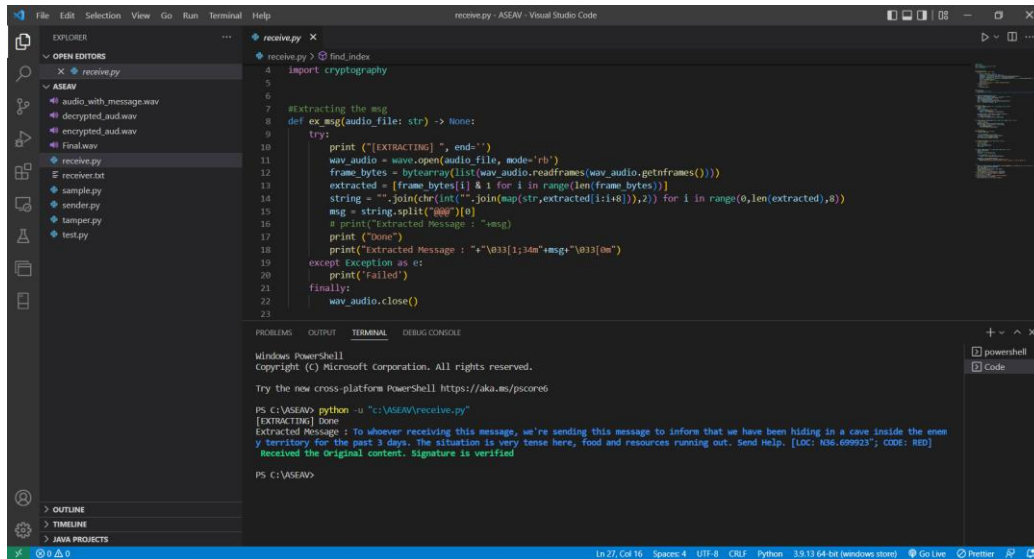 File Edit Selection View Go Run Terminal Help
receive.py - ASEAV - Visual Studio Code
EXPLORER
OPEN EDITORS
receive.py
ASEAV
audio_with_message.wav
decrypted_aud.wav
encrypted_aud.wav
Final.wav
receive.py
receiver.txt
sample.py
sender.py
tamper.py
test.py
OUTLINE
TIMELINE
JAVA PROJECTS
receive.py
receive.py > find_index
4 import cryptography
5
6
7 #Extracting the msg
8 def ex_msg(audio_file: str) -> None:
9 try:
10 print ("[EXTRACTING] ", end='')
11 wav_audio = wave.open(audio_file, mode='rb')
12 frame_bytes = bytearray(list(wav_audio.readframes(wav_audio.getnframes())))
13 extracted = [frame_bytes[i] & 1 for i in range(len(frame_bytes))]
14 string = "".join(chr(int("".join(map(str,extracted[i:i+8])),2)) for i in range(0,len(extracted),8))
15 msg = string.split("@@@")[0]
16 # print("Extracted Message : "+msg)
17 print ("Done")
18 print("Extracted Message : "+"\033[1;34m"+msg+"\033[0m")
19 except Exception as e:
20 print('Failed')
21 finally:
22 wav_audio.close()
23
PROBLEMS OUTPUT TERMINAL DEBUG CONSOLE
powershell
Code
Windows PowerShell
Copyright (C) Microsoft Corporation. All rights reserved.
Try the new cross-platform PowerShell https://aka.ms/pscore6
PS C:\ASEAV> python -u "c:\ASEAV\receive.py"
[EXTRACTING] Done
Extracted Message : To whoever receiving this message, we're sending this message to inform that we have been hiding in a cave inside the enem
y territory for the past 3 days. The situation is very tense here, food and resources running out. Send Help. [LOC: N36.699923"; CODE: RED]
Received the Original content. Signature is verified
PS C:\ASEAV>
0 0 Ln 27, Col 16 Spaces: 4 UTF-8 CRLF Python 3.9.13 64-bit (windows store) Go Live Prettier